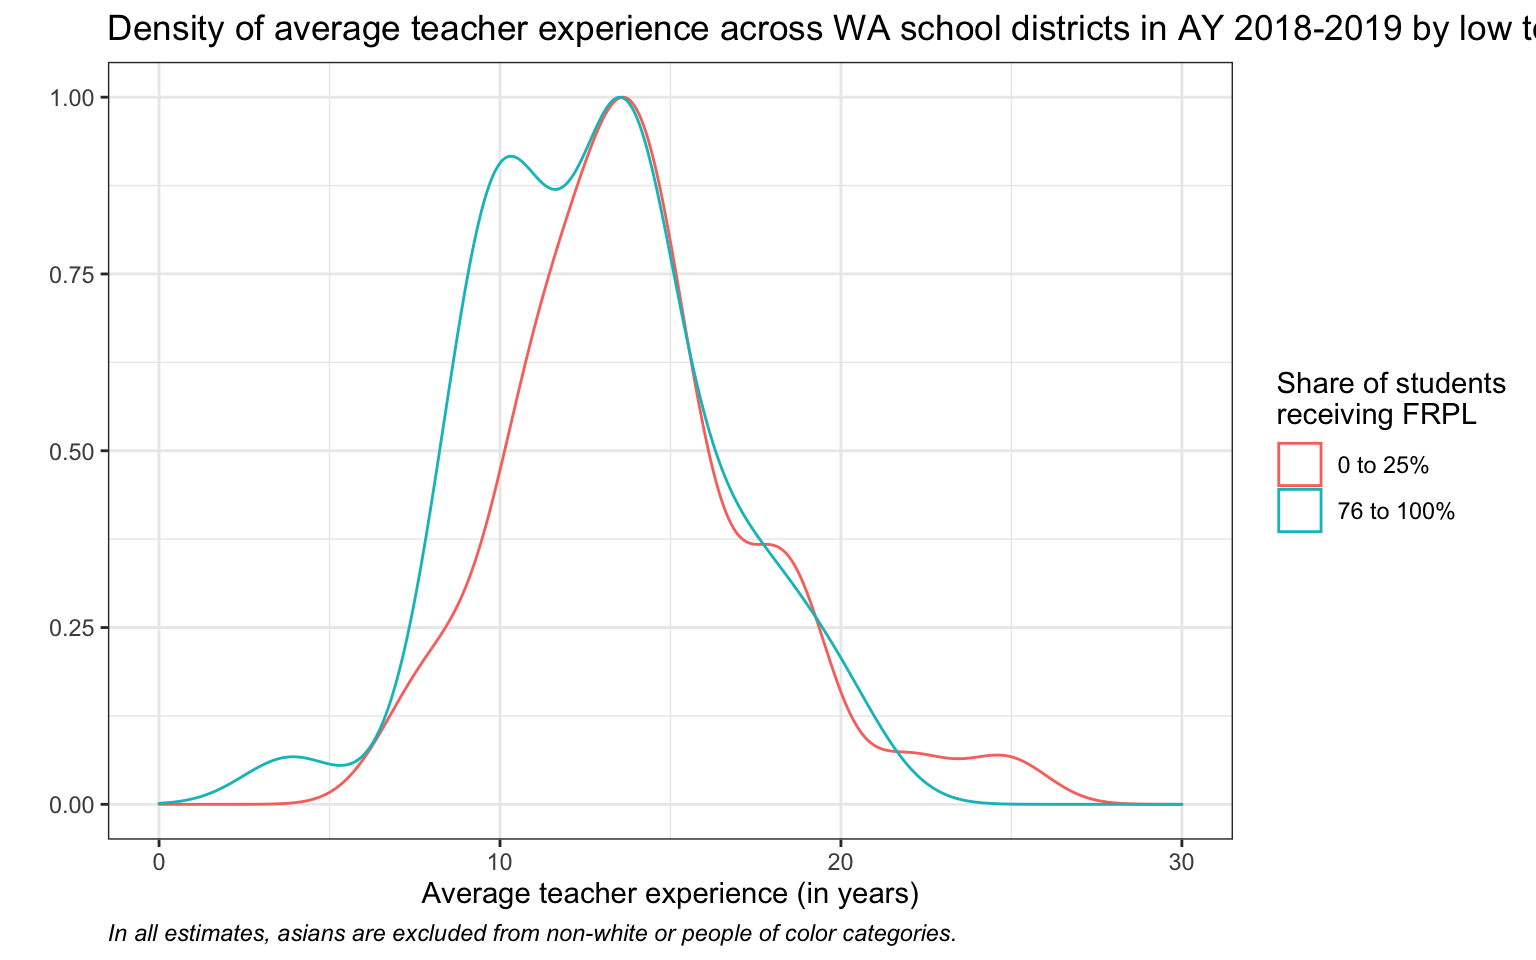 Density of average teacher experience across WA school districts in AY 2018-2019 by low
1.00
0.75
0.50
0.25
0.00
0
10
20
30
Average teacher experience (in years)
In all estimates, asians are excluded from non-white or people of color categories.
Share of students
receiving FRPL
0 to 25%
76 to 100%